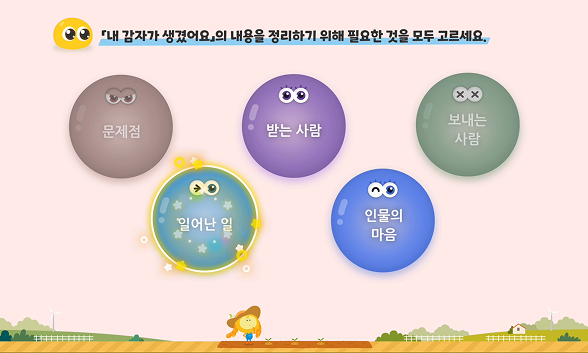 『내 감자가 생겼어요』의 내용을 정리하기 위해 필요한 것을 모두 고르세요.
문제점
받는 사람
보내는
사람
일어난 일
인물의
마음